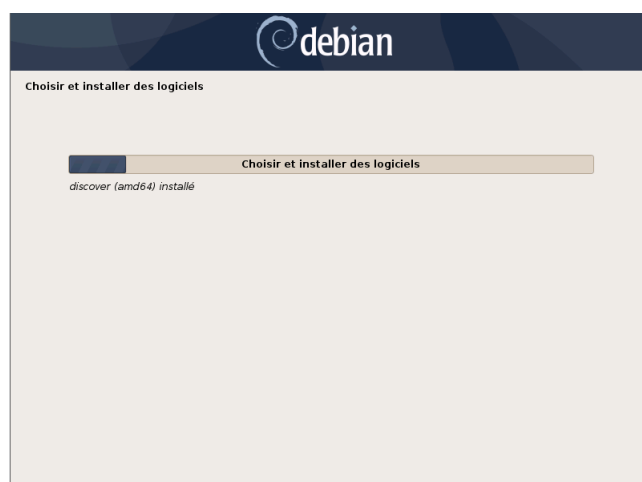 debian
Choisir et installer des logiciels
Choisir et installer des logiciels
discover (amd64) installé